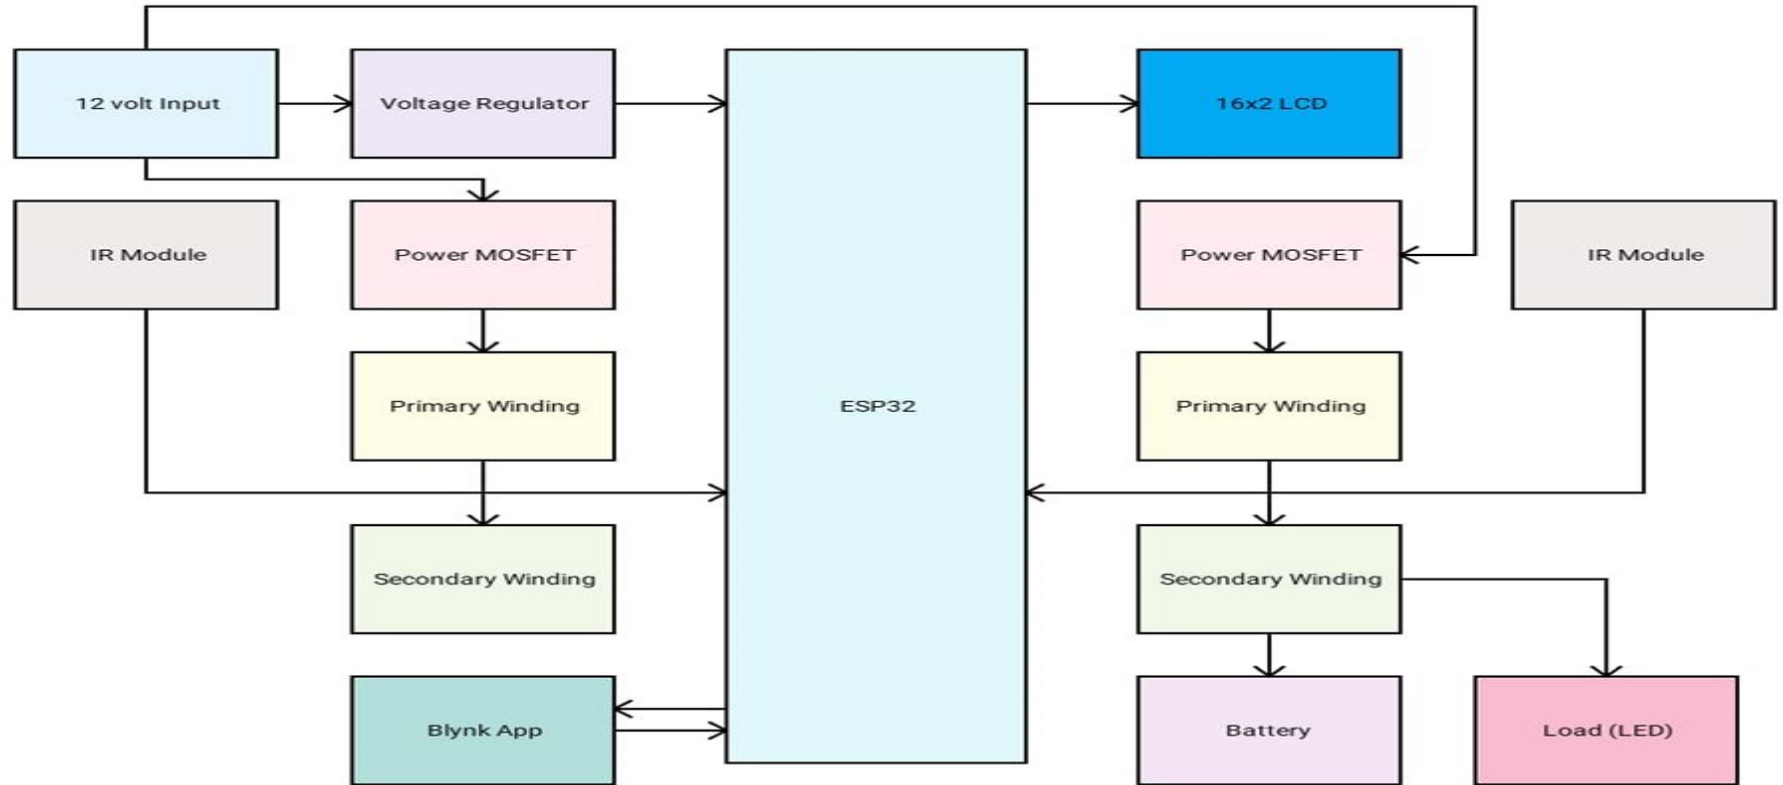 12 volt Input
Voltage Regulator
16x2 LCD
IR Module
Power MOSFET
Power MOSFET
IR Module
Primary Winding
ESP32
Primary Winding
Secondary Winding
Secondary Winding
Blynk App
Battery
Load (LED)